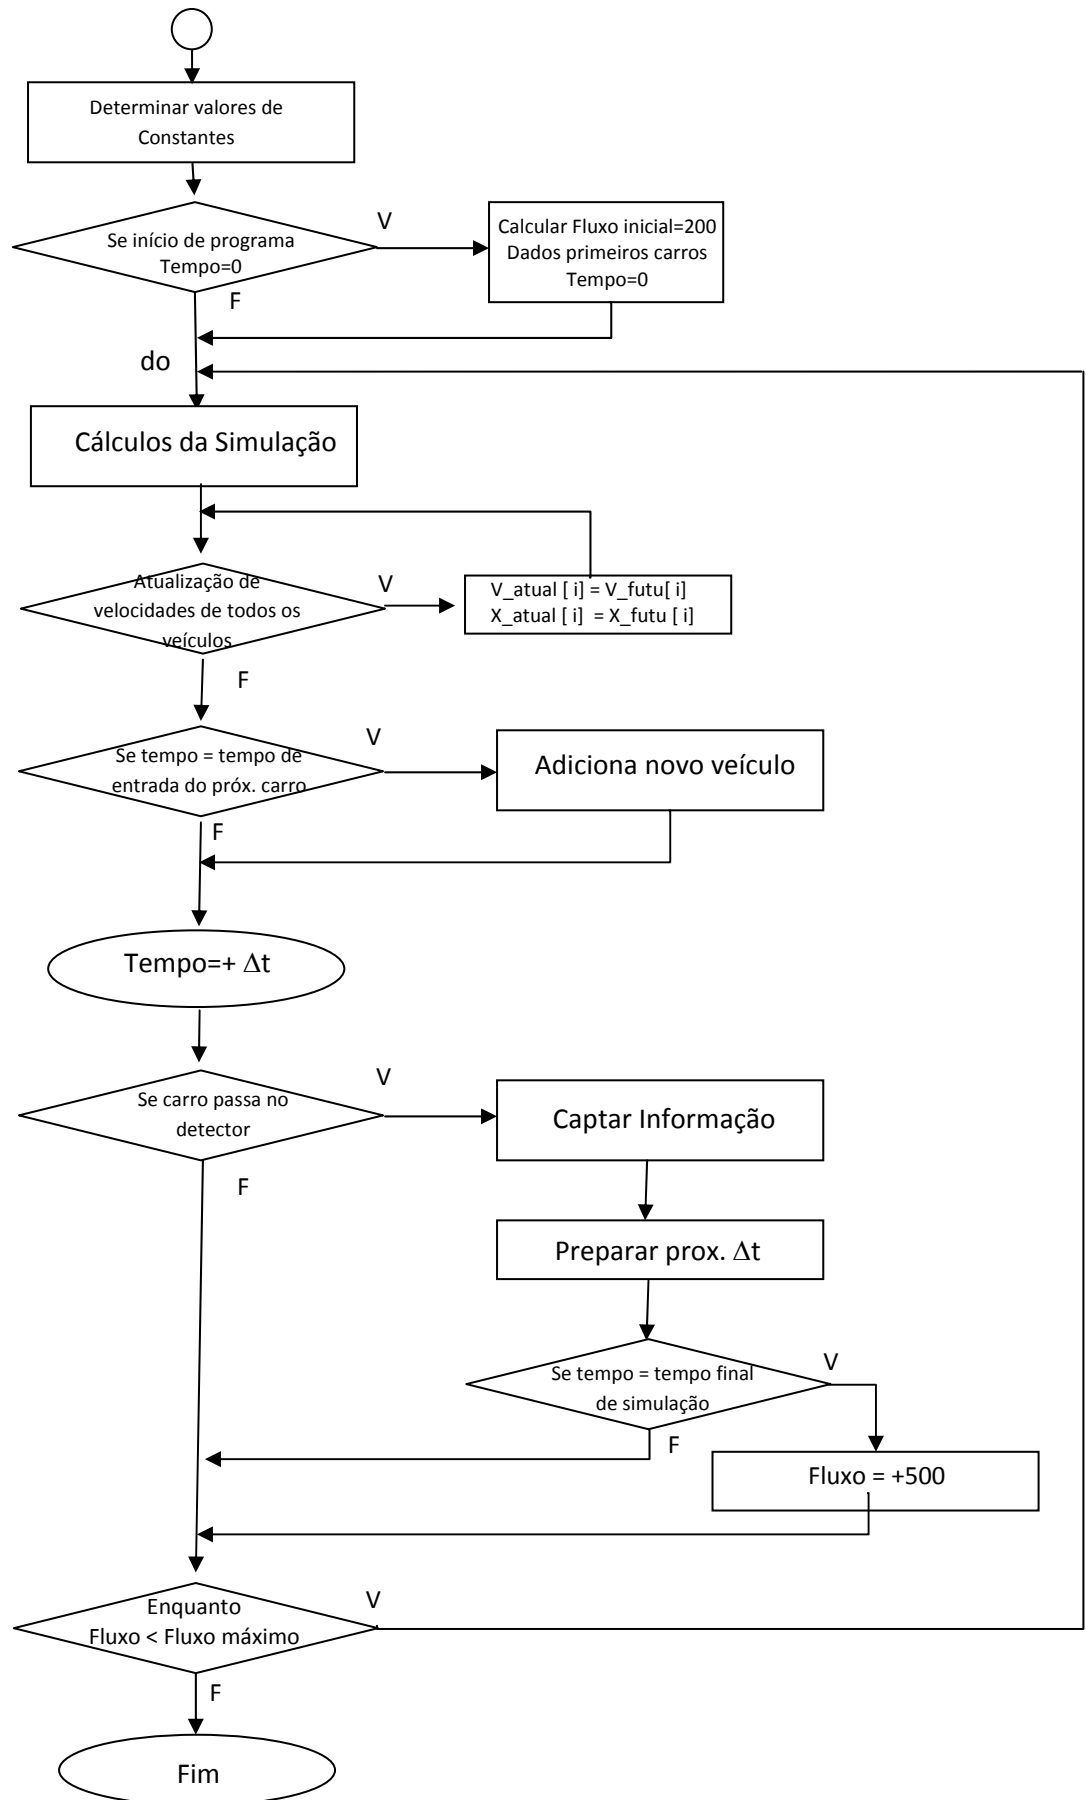 Determinar valores de
Constantes
Se início de programa
Tempo=0
V
Calcular Fluxo inicial=200
Dados primeiros carros
Tempo=0
F
do
Cálculos da Simulação
Atualização de
velocidades de todos os
veículos
V
V_atual [ i] = V_futu[ i]
X_atual [ i] = X_futu [ i]
F
Se tempo = tempo de
entrada do próx. carro
V
Adiciona novo veículo
F
Tempo=+ Δt
Se carro passa no
detector
V
Captar Informação
F
Preparar prox. Δt
Se tempo = tempo final
de simulação
V
F
Fluxo = +500
Enquanto
Fluxo < Fluxo máximo
V
F
Fim